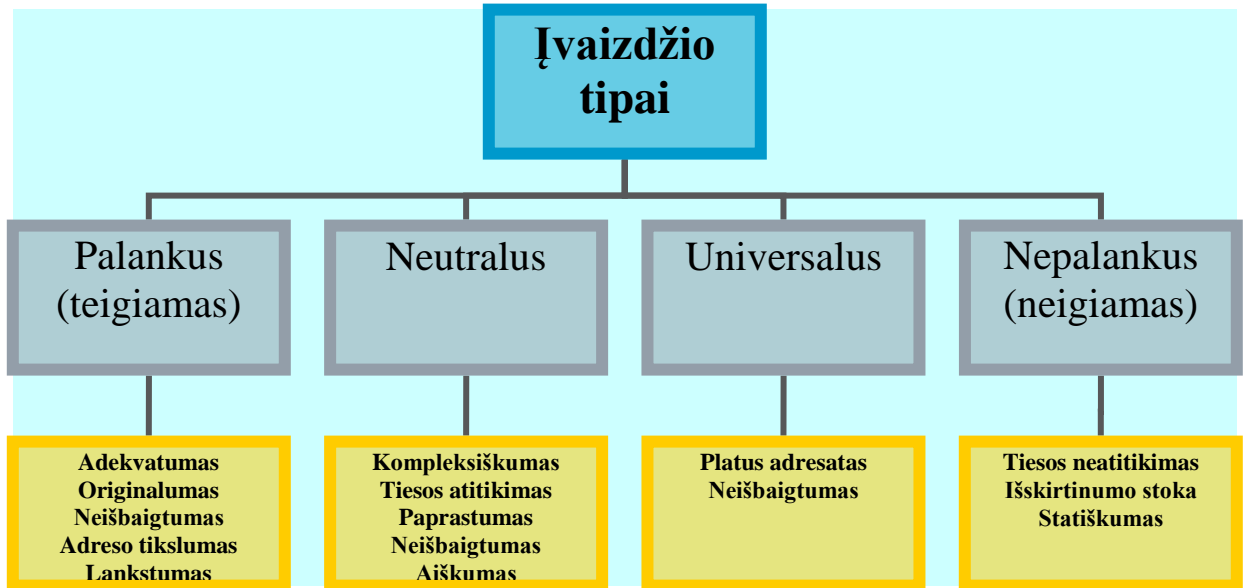 Įvaizdžio
tipai
Palankus
(teigiamas)
Neutralus
Universalus
Nepalankus
(neigiamas)
Adekvatumas
Originalumas
Neišbaigtumas
Adreso tikslumas
Lankstumas
Kompleksiškumas
Tiesos atitikimas
Paprastumas
Neišbaigtumas
Aiškumas
Platus adresatas
Neišbaigtumas
Tiesos neatitikimas
Išskirtinumo stoka
Statiškumas